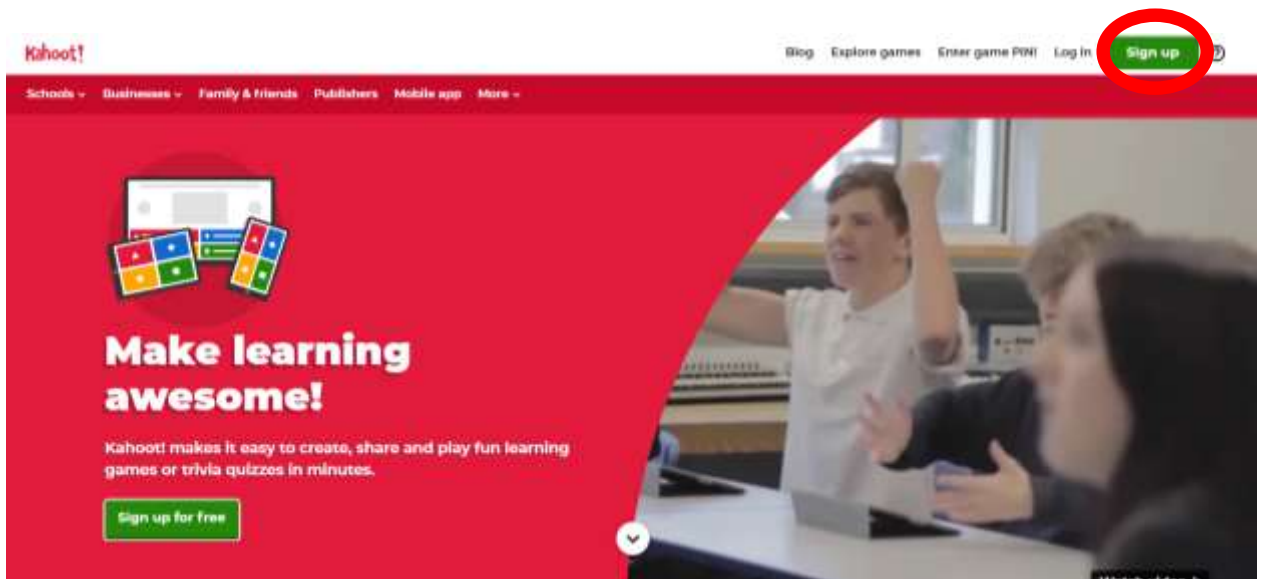 Kahoot!
Blog Explore games Enter game PIN! Log in Sign up
Schools Businesses Family & friends Publishers Mobile app More
Make learning
awesome!
Kahoot! makes it easy to create, share and play fun learning
games or trivia quizzes in minutes.
Sign up for free